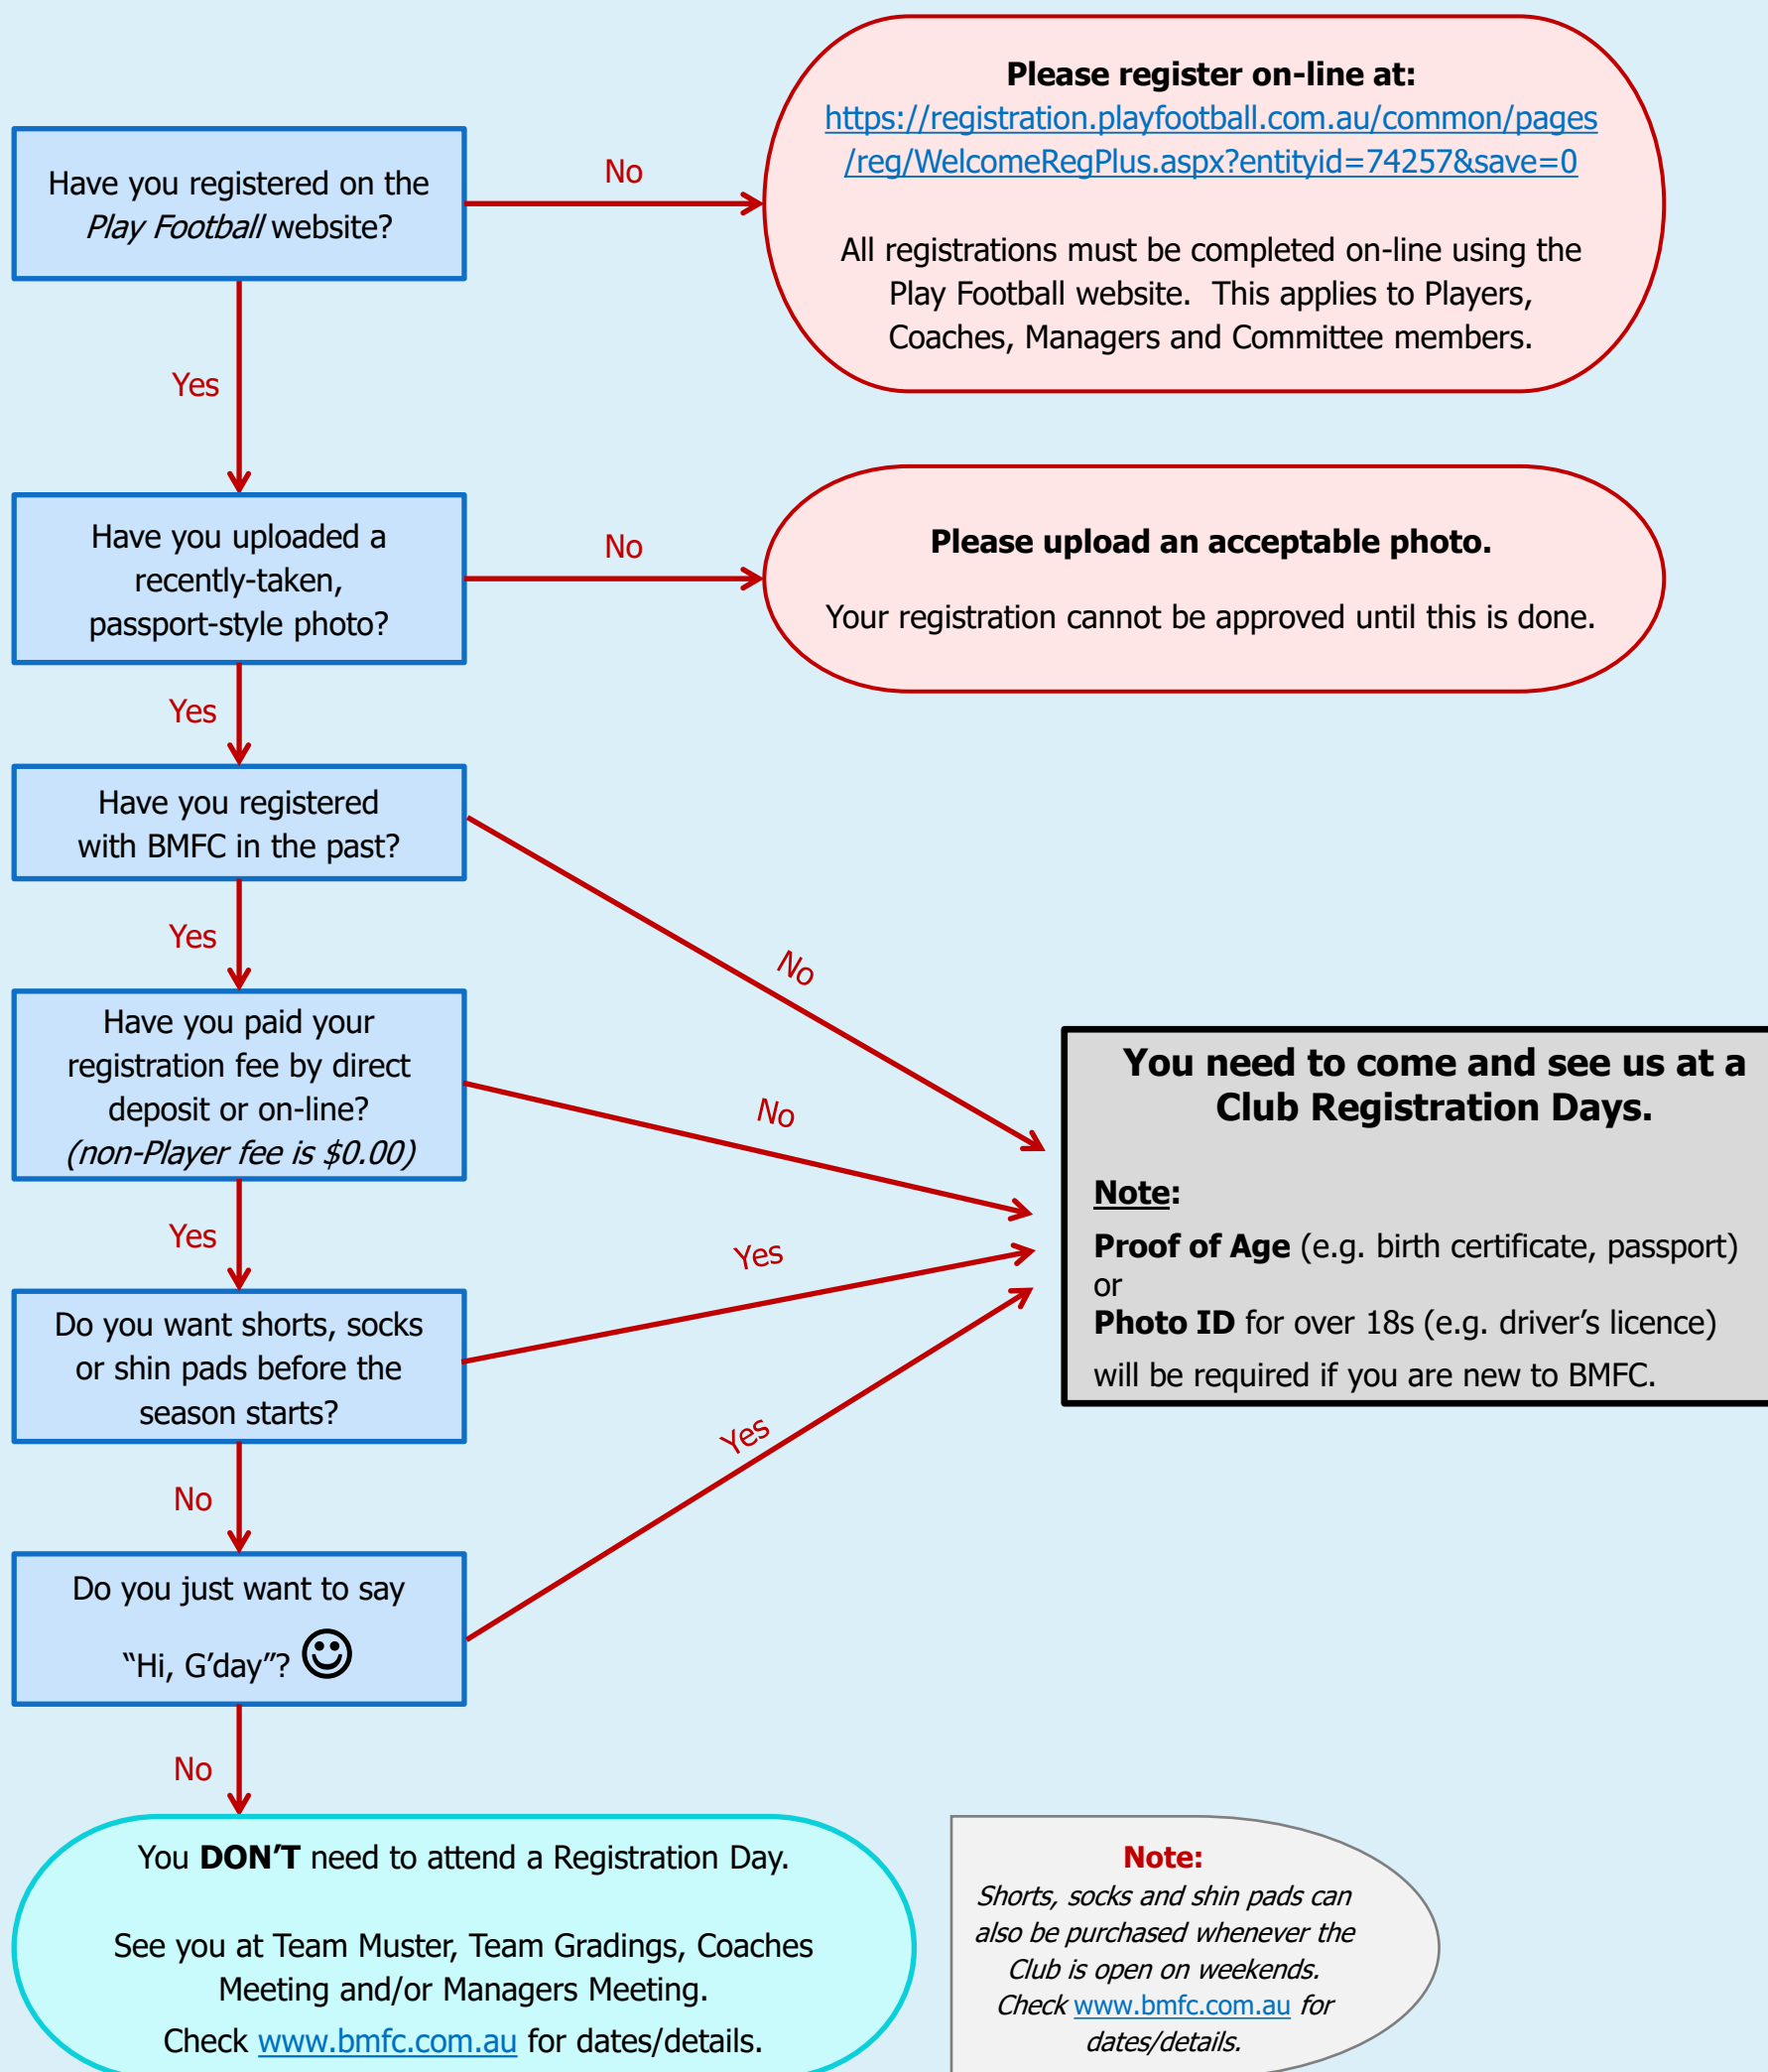 Please register on-line at:
https://registration.playfootball.com.au/common/pages
/reg/WelcomeRegPlus.aspx?entityid=74257&save=0
All registrations must be completed on-line using the
Play Football website.  This applies to Players,
Coaches, Managers and Committee members.
Have you registered on the
Play Football website?
No
Yes
Have you uploaded a
recently-taken,
passport-style photo?
No
Please upload an acceptable photo.
Your registration cannot be approved until this is done.
Yes
Have you registered
with BMFC in the past?
No
Yes
Have you paid your
registration fee by direct
deposit or on-line?
(non-Player fee is $0.00)
No
Yes
Do you want shorts, socks
or shin pads before the
season starts?
Yes
No
Do you just want to say
“Hi, G’day”? ☺
Yes
No
You need to come and see us at a
Club Registration Days.
Note:
Proof of Age (e.g. birth certificate, passport)
or
Photo ID for over 18s (e.g. driver’s licence)
will be required if you are new to BMFC.
You DON’T need to attend a Registration Day.
See you at Team Muster, Team Gradings, Coaches
Meeting and/or Managers Meeting.
Check www.bmfc.com.au for dates/details.
Note:
Shorts, socks and shin pads can
also be purchased whenever the
Club is open on weekends.
Check www.bmfc.com.au for
dates/details.